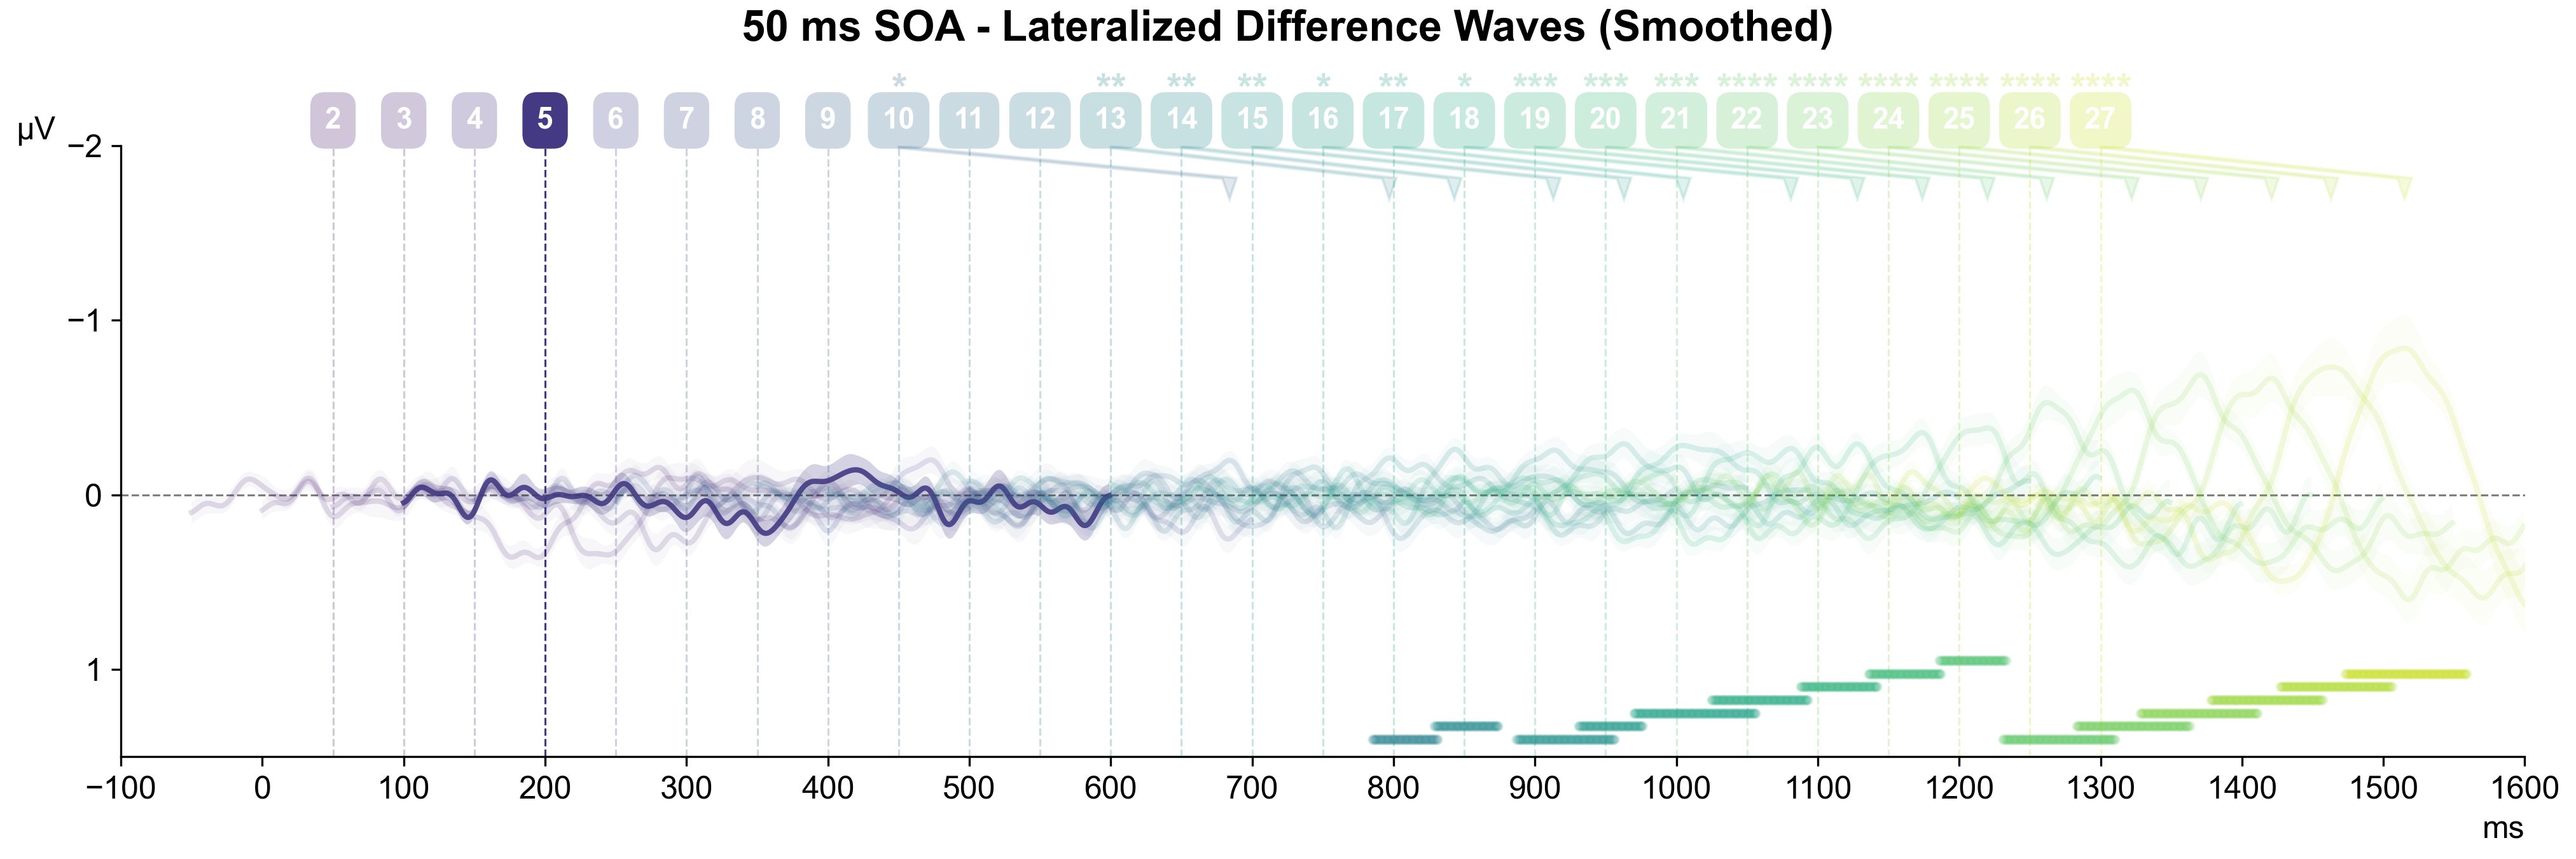 50 ms SOA - Lateralized Difference Waves (Smoothed)
* ** ** ** * ** * *** *** *** **** **** **** **** **** ****
2 3 4 5 6 7 8 9 10 11 12 13 14 15 16 17 18 19 20 21 22 23 24 25 26 27
µV
−2
−1
0
1
−100 0 100 200 300 400 500 600 700 800 900 1000 1100 1200 1300 1400 1500 1600
ms